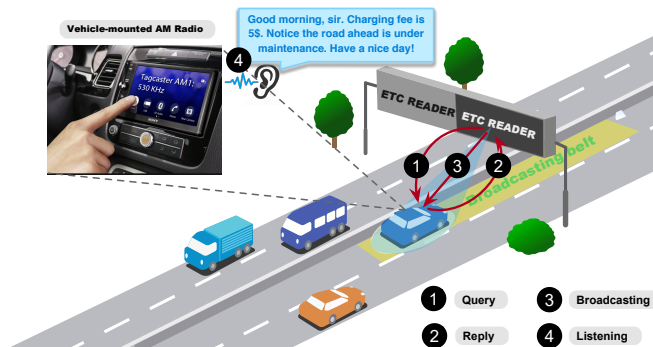 Vehicle-mounted AM Radio
Good morning, sir. Charging fee is
5$. Notice the road ahead is under
maintenance. Have a nice day!
4
Tagcaster AM1:
530 KHz
ETC READER
ETC READER
1
3
2
Broadcasting belt
1 Query
3 Broadcasting
2 Reply
4 Listening